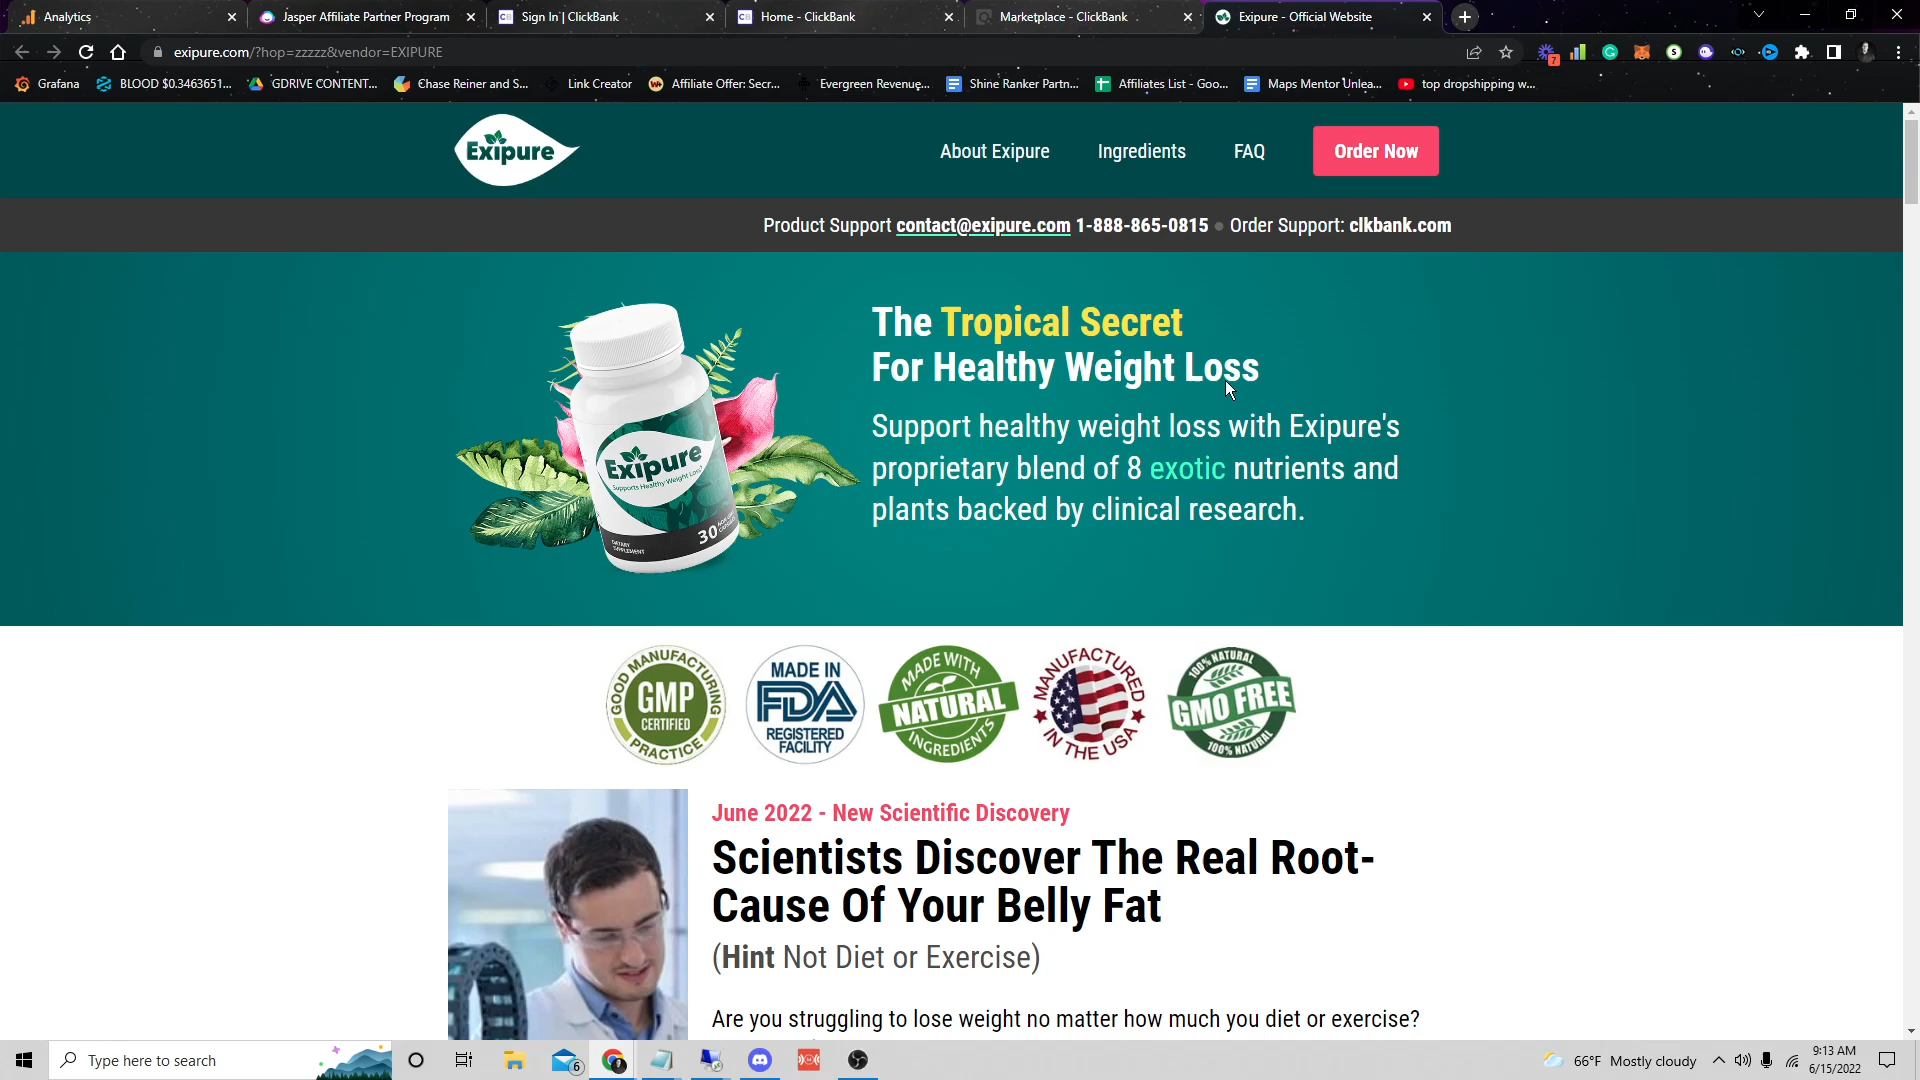 Analytics
Jasper Affiliate Partner Program
Sign In | ClickBank
Home - ClickBank
Marketplace - ClickBank
Exipure - Official Website
exipure.com/?hop=zzzzz&vendor=EXIPURE
7
Grafana
BLOOD $0.3463651...
GDRIVE CONTENT...
Chase Reiner and S...
Link Creator
Affiliate Offer: Secr...
Evergreen Revenue...
Shine Ranker Partn...
Affiliates List - Goo...
Maps Mentor Unlea...
top dropshipping w...
Exipure
About Exipure
Ingredients
FAQ
Order Now
Product Support contact@exipure.com 1-888-865-0815 Order Support: clkbank.com
The Tropical Secret
For Healthy Weight Loss
Support healthy weight loss with Exipure's
proprietary blend of 8 exotic nutrients and
plants backed by clinical research.
Exipure
Supports Healthy Weight Loss
DIETARY
SUPPLEMENT
30
GOOD MANUFACTURING
GMP
CERTIFIED
PRACTICE
MADE IN
FDA
REGISTERED
FACILITY
MADE WITH
NATURAL
INGREDIENTS
MANUFACTURED
IN THE USA
100% NATURAL
GMO FREE
100% NATURAL
June 2022 - New Scientific Discovery
Scientists Discover The Real Root-
Cause Of Your Belly Fat
(Hint Not Diet or Exercise)
Are you struggling to lose weight no matter how much you diet or exercise?
Type here to search
6
66°F Mostly cloudy
9:13 AM
6/15/2022